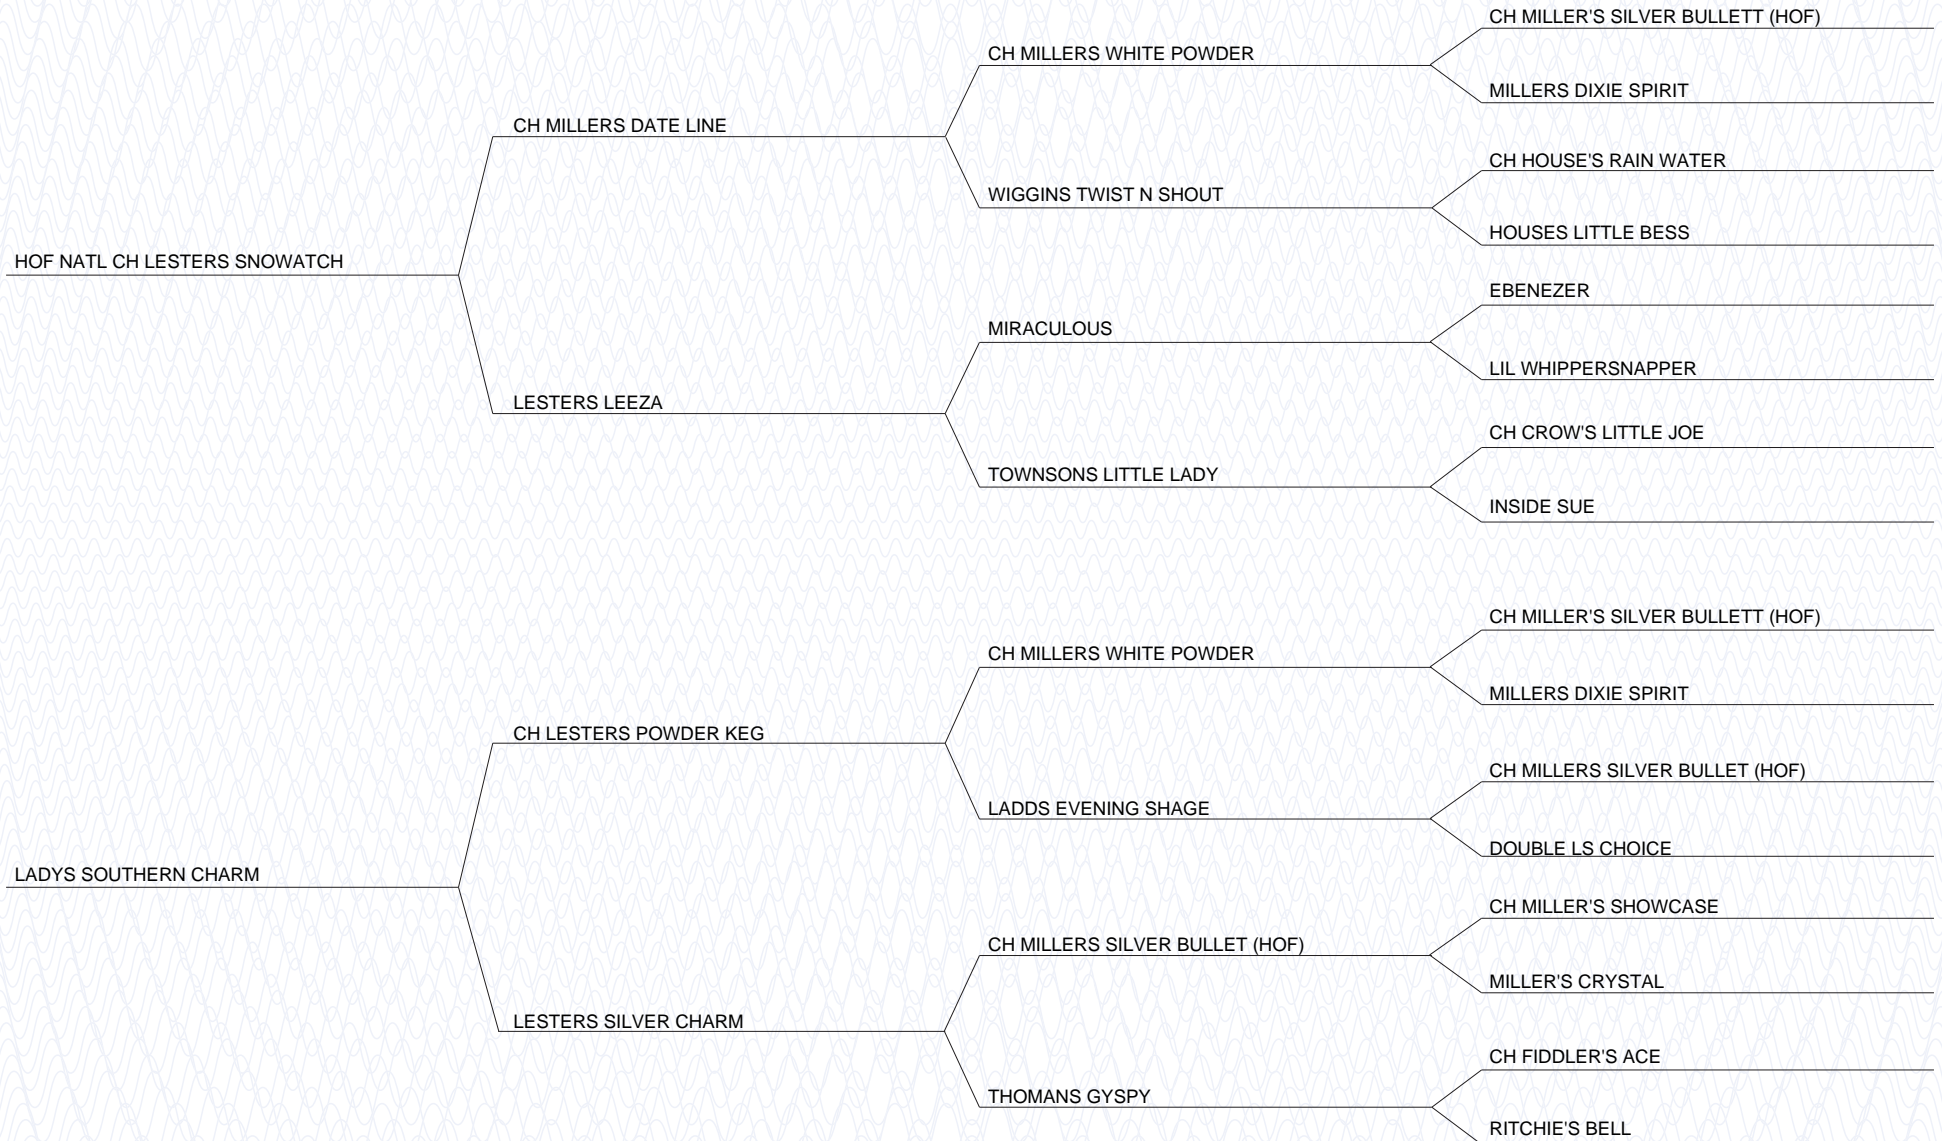 CH MILLER'S SILVER BULLETT (HOF)
CH MILLERS WHITE POWDER
MILLERS DIXIE SPIRIT
CH MILLERS DATE LINE
CH HOUSE'S RAIN WATER
WIGGINS TWIST N SHOUT
HOUSES LITTLE BESS
HOF NATL CH LESTERS SNOWATCH
EBENEZER
MIRACULOUS
LIL WHIPPERSNAPPER
LESTERS LEEZA
CH CROW'S LITTLE JOE
TOWNSONS LITTLE LADY
INSIDE SUE
CH MILLER'S SILVER BULLETT (HOF)
CH MILLERS WHITE POWDER
MILLERS DIXIE SPIRIT
CH LESTERS POWDER KEG
CH MILLERS SILVER BULLET (HOF)
LADDS EVENING SHAGE
DOUBLE LS CHOICE
LADYS SOUTHERN CHARM
CH MILLER'S SHOWCASE
CH MILLERS SILVER BULLET (HOF)
MILLER'S CRYSTAL
LESTERS SILVER CHARM
CH FIDDLER'S ACE
THOMANS GYSPY
RITCHIE'S BELL